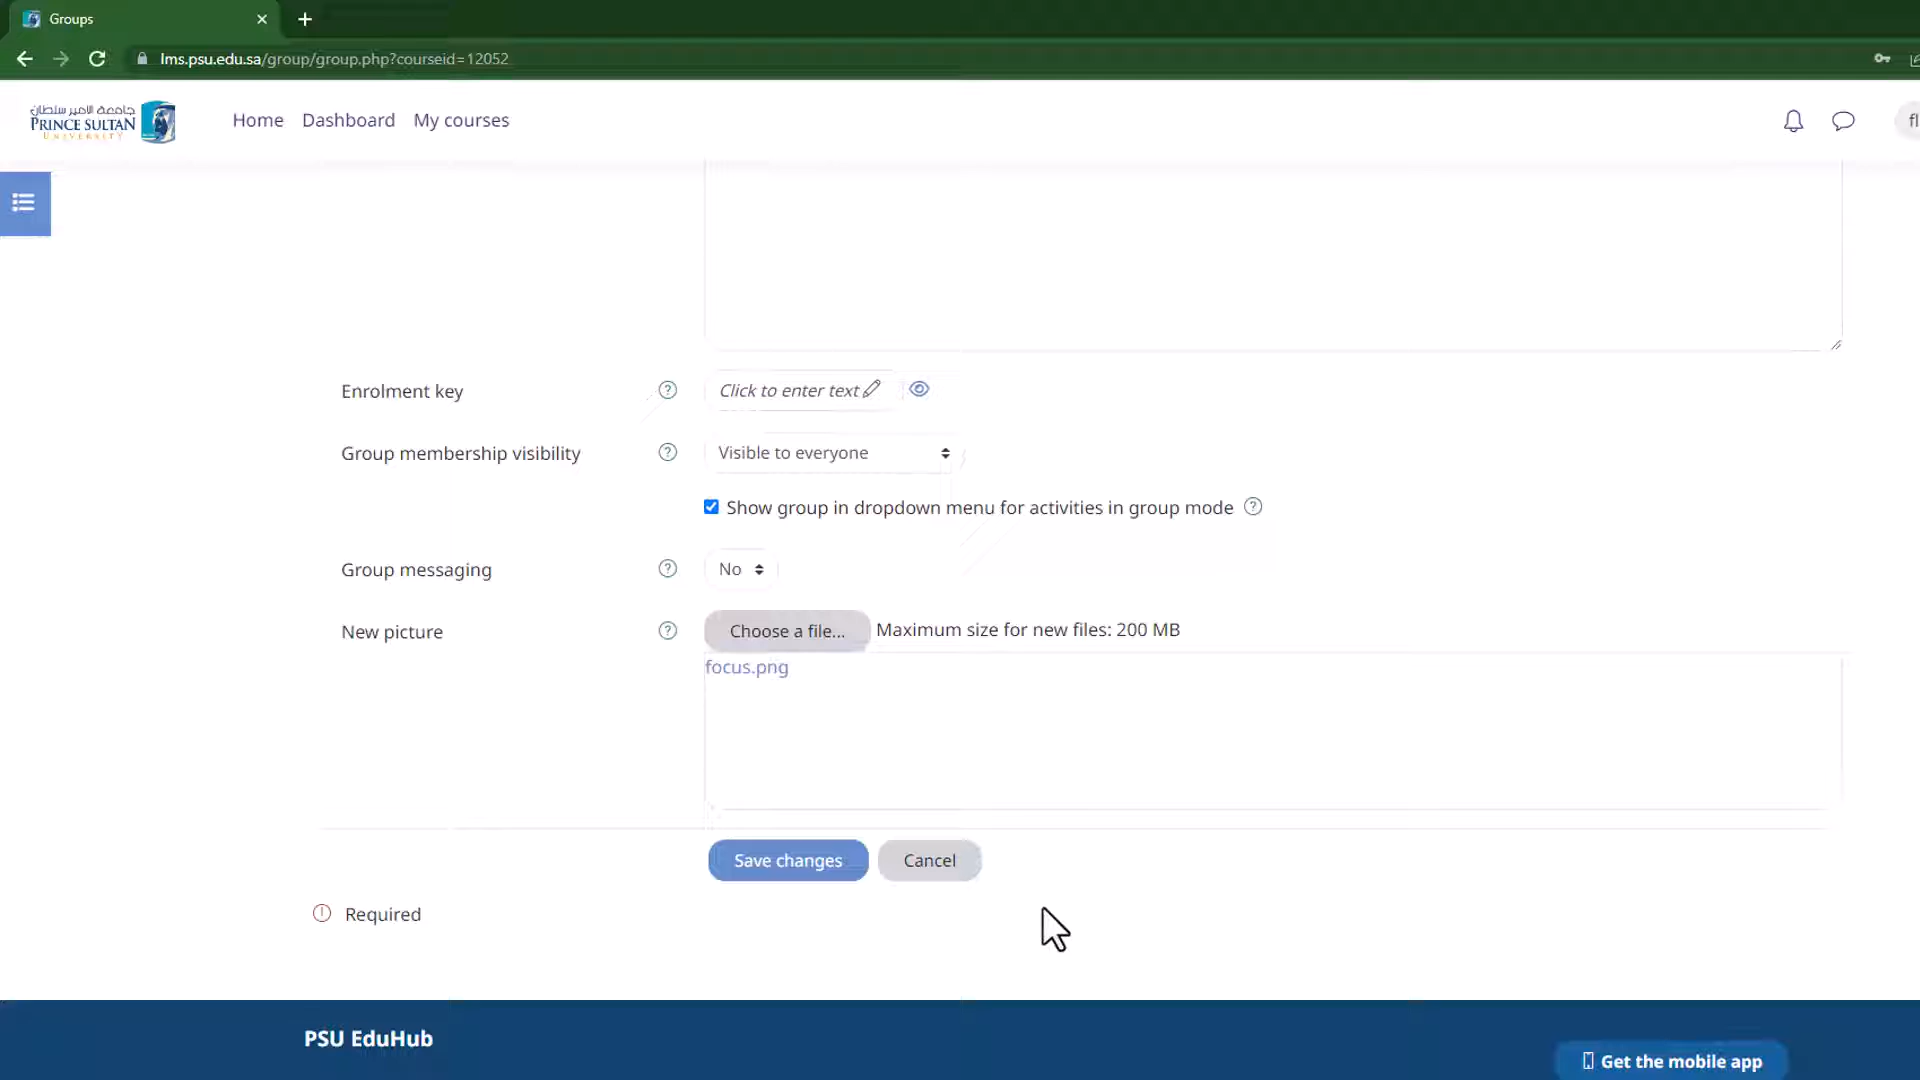 Groups
lms.psu.edu.sa/group/group.php?courseid=12052
جامعة الامير سلطان
PRINCE SULTAN
UNIVERSITY
Home Dashboard My courses
fl
Enrolment key Click to enter text
Group membership visibility Visible to everyone
Show group in dropdown menu for activities in group mode
Group messaging No
New picture Choose a file... Maximum size for new files: 200 MB
focus.png
Save changes Cancel
Required
PSU EduHub
Get the mobile app